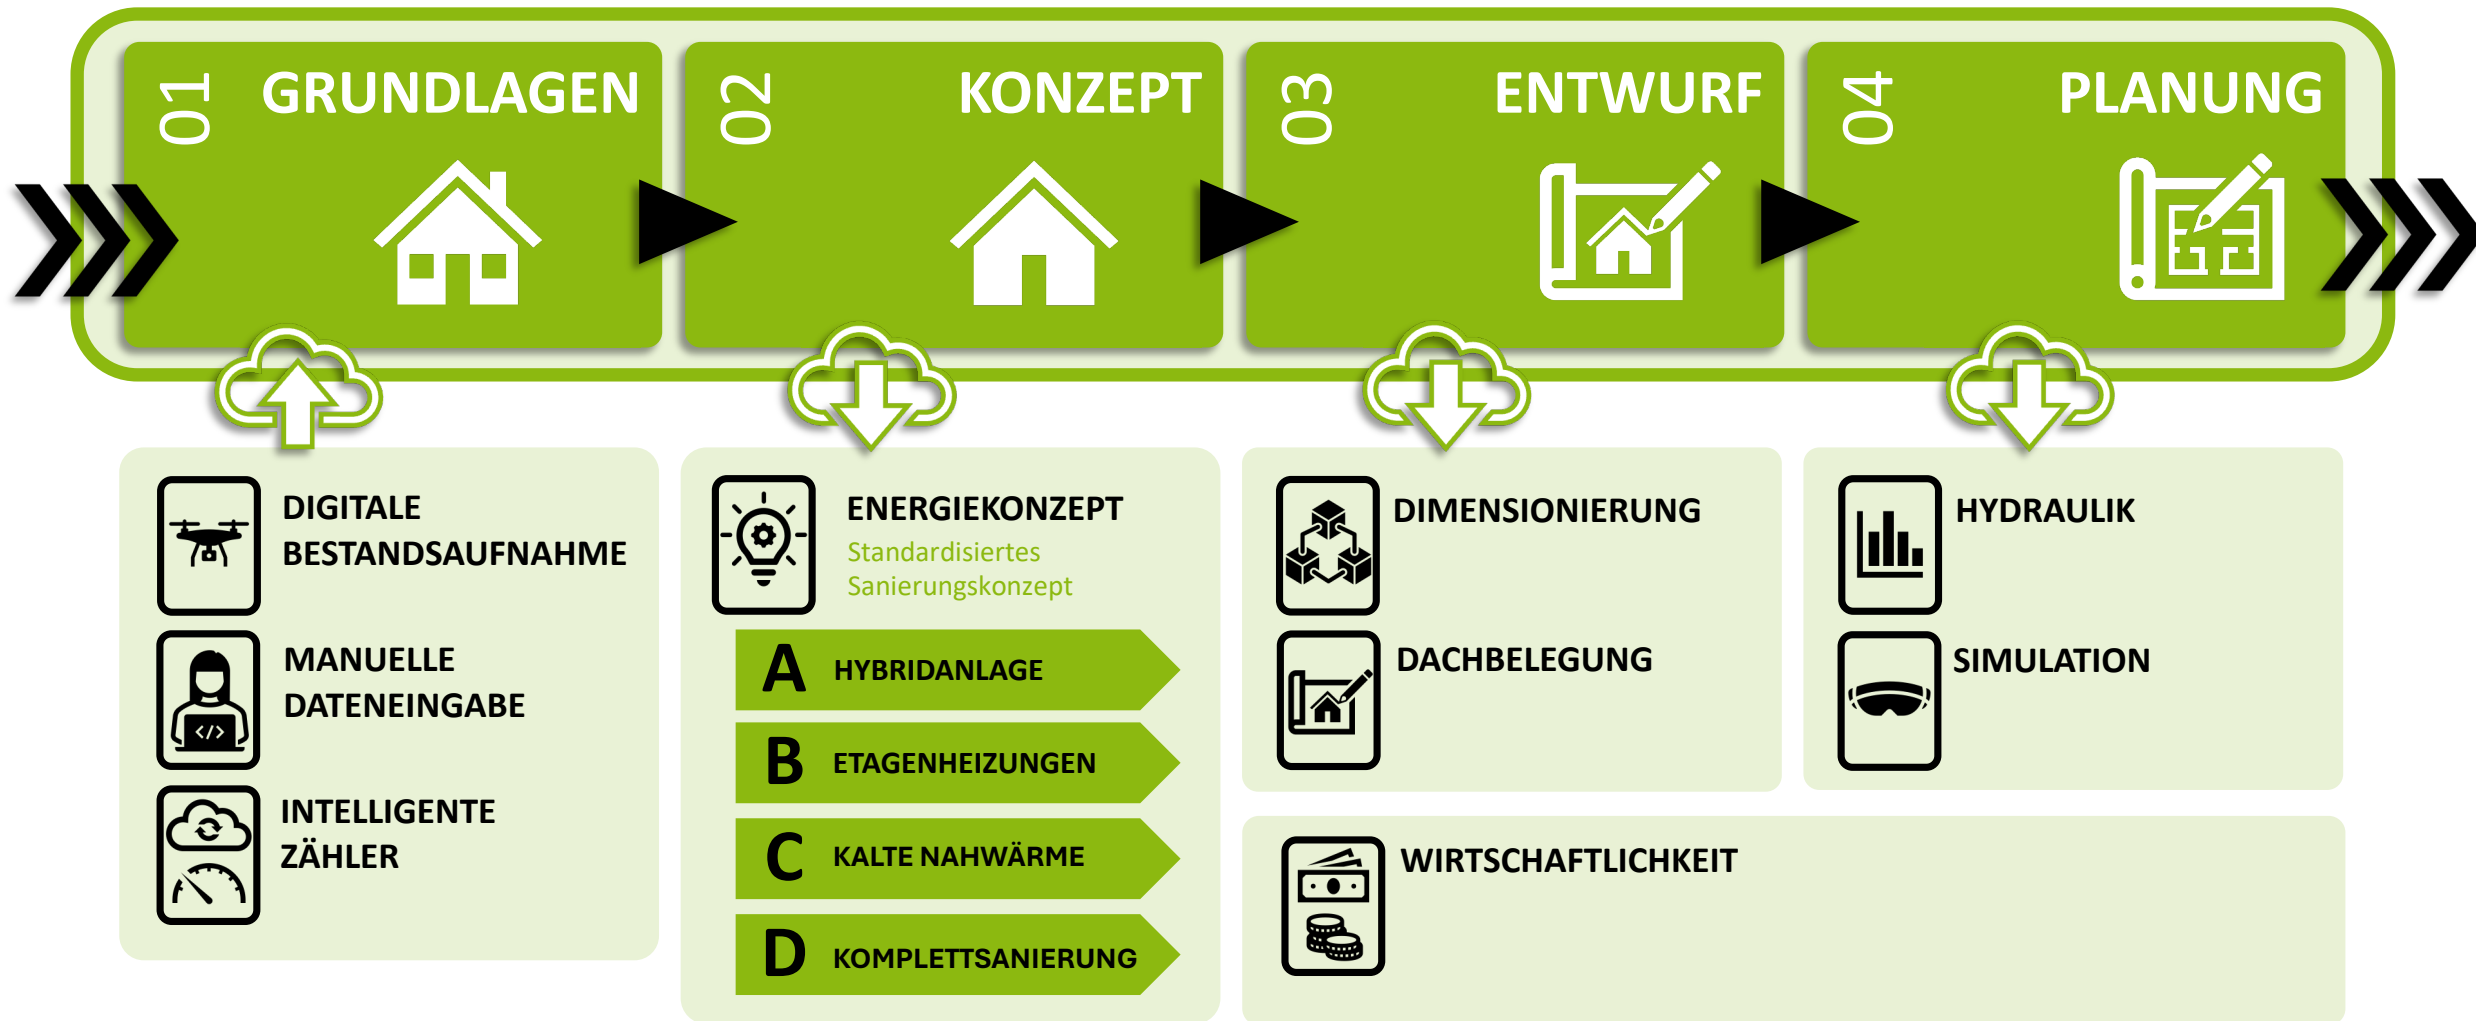 01
GRUNDLAGEN
02
KONZEPT
03
ENTWURF
04
PLANUNG
DIGITALE
BESTANDSAUFNAHME
MANUELLE
DATENEINGABE
</>
INTELLIGENTE
ZÄHLER
ENERGIEKONZEPT
Standardisiertes
Sanierungskonzept
A HYBRIDANLAGE
B ETAGENHEIZUNGEN
C KALTE NAHWÄRME
D KOMPLETTSANIERUNG
DIMENSIONIERUNG
DACHBELEGUNG
HYDRAULIK
SIMULATION
WIRTSCHAFTLICHKEIT